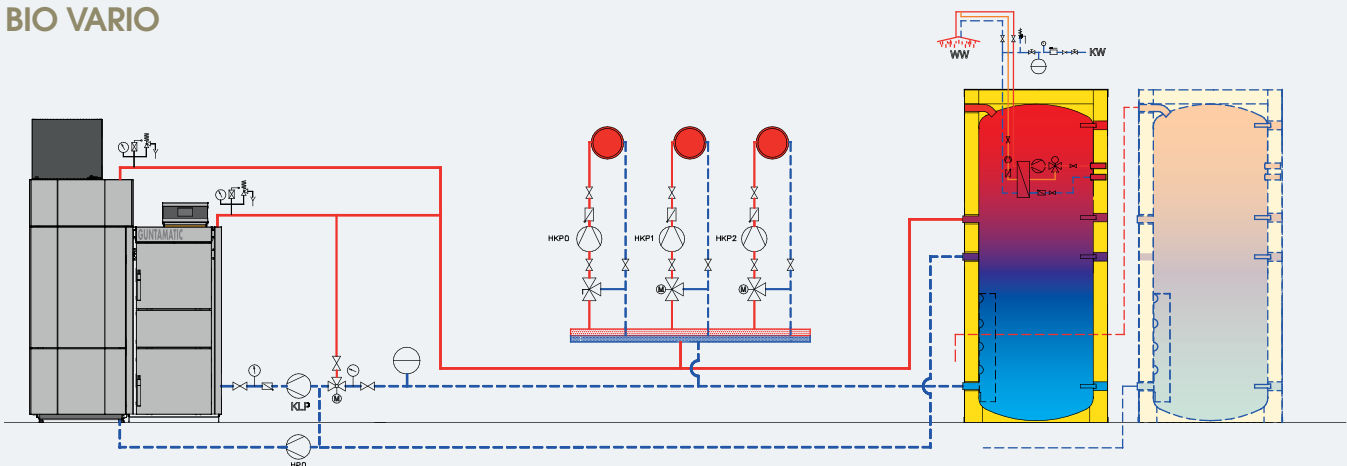 BIO VARIO
WW
KW
GUNTAMATIC
HKP0
HKP1
HKP2
M
M
KLP
M
HP0